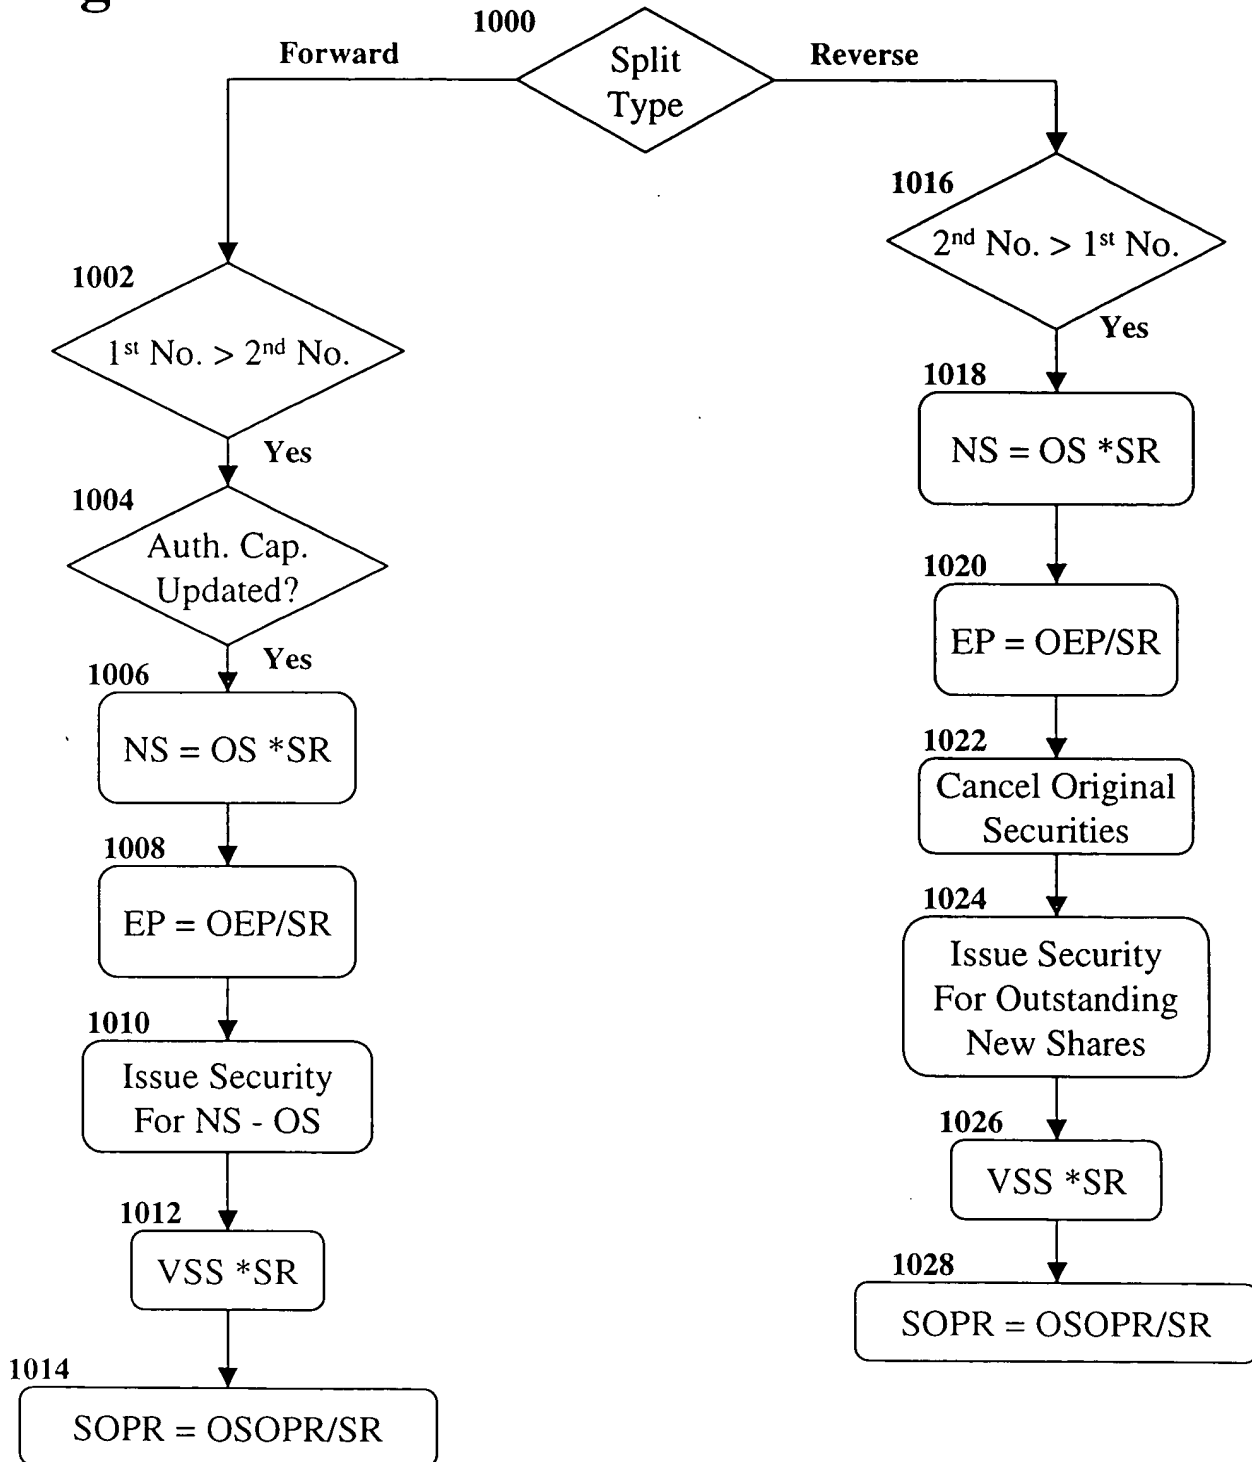 g
1000
Forward
Split
Type
Reverse
1002
1st No. > 2nd No.
Yes
1004
Auth. Cap.
Updated?
Yes
1006
NS = OS *SR
1008
EP = OEP/SR
1010
Issue Security
For NS - OS
1012
VSS *SR
1014
SOPR = OSOPR/SR
1016
2nd No. > 1st No.
Yes
1018
NS = OS *SR
1020
EP = OEP/SR
1022
Cancel Original
Securities
1024
Issue Security
For Outstanding
New Shares
1026
VSS *SR
1028
SOPR = OSOPR/SR